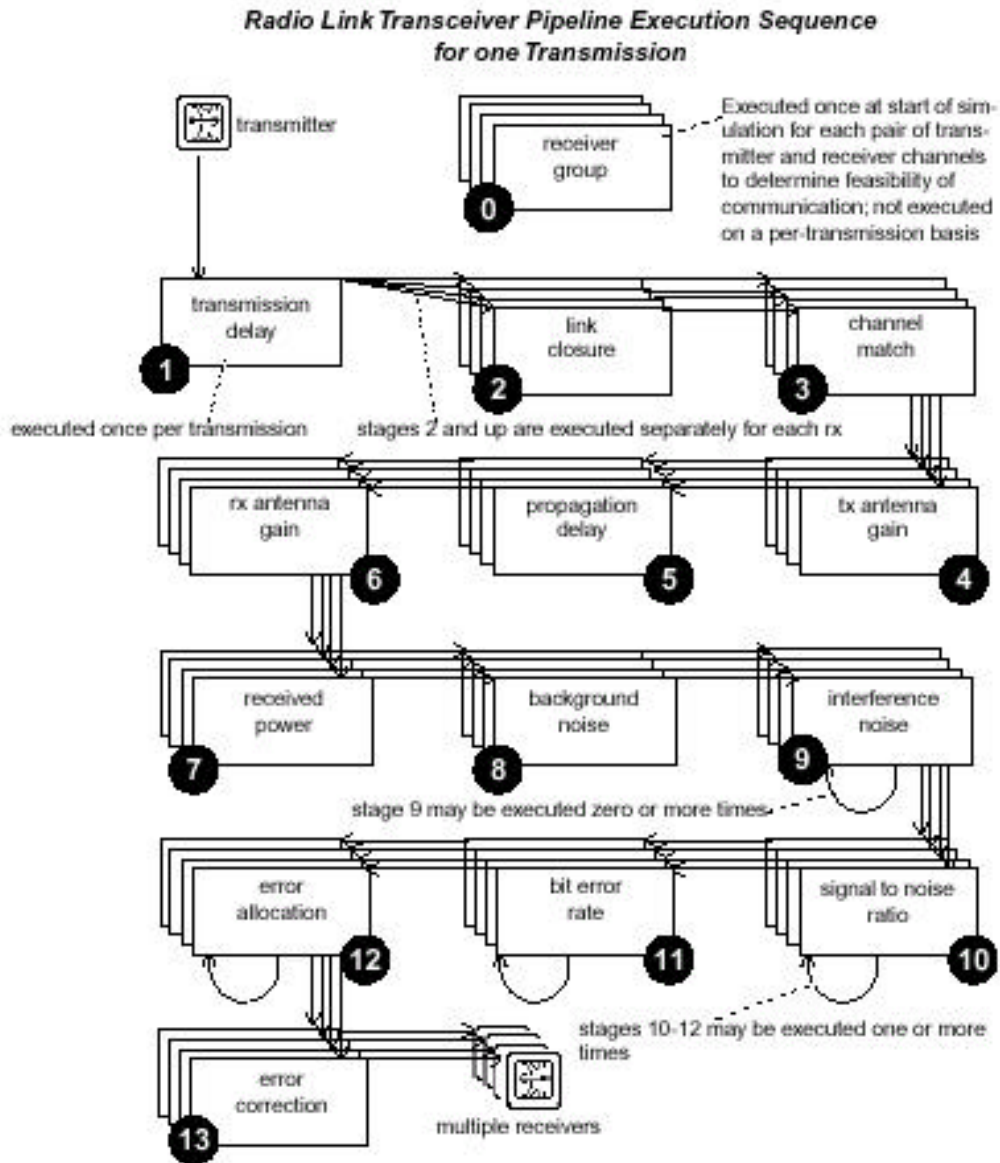 Radio Link Transceiver Pipeline Execution Sequence
for one Transmission
transmitter
receiver
group
0
Executed once at start of sim-
ulation for each pair of trans-
mitter and receiver channels
to determine feasibility of
communication; not executed
on a per-transmission basis
transmission
delay
1
link
closure
2
channel
match
3
executed once per transmission
stages 2 and up are executed separately for each rx
rx antenna
gain
6
propagation
delay
5
tx antenna
gain
4
received
power
7
background
noise
8
interference
noise
9
stage 9 may be executed zero or more times
error
allocation
12
bit error
rate
11
signal to noise
ratio
10
stages 10-12 may be executed one or more
times
error
correction
13
multiple receivers